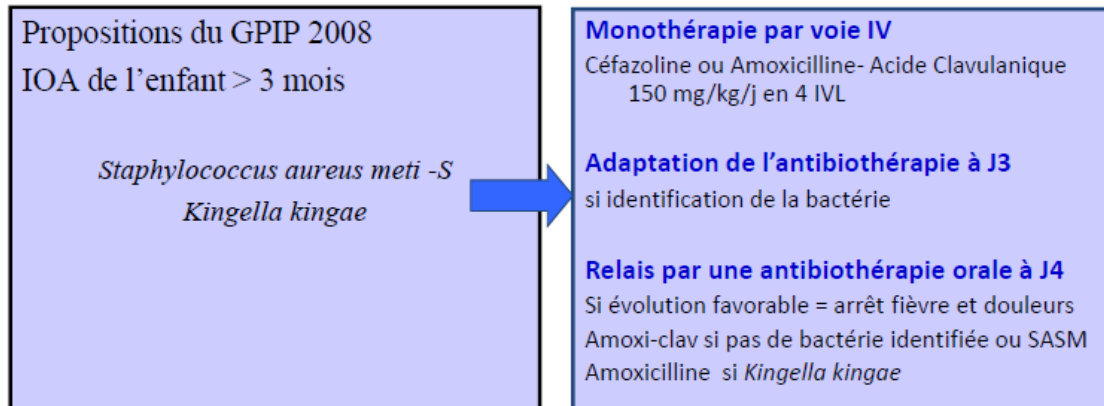 Propositions du GPIP 2008
IOA de l'enfant > 3 mois
Staphylococcus aureus meti -S
Kingella kingae
Monothérapie par voie IV
Céfazoline ou Amoxicilline- Acide Clavulanique
150 mg/kg/j en 4 IVL
Adaptation de l'antibiothérapie à J3
si identification de la bactérie
Relais par une antibiothérapie orale à J4
Si évolution favorable = arrêt fièvre et douleurs
Amoxi-clav si pas de bactérie identifiée ou SASM
Amoxicilline si Kingella kingae